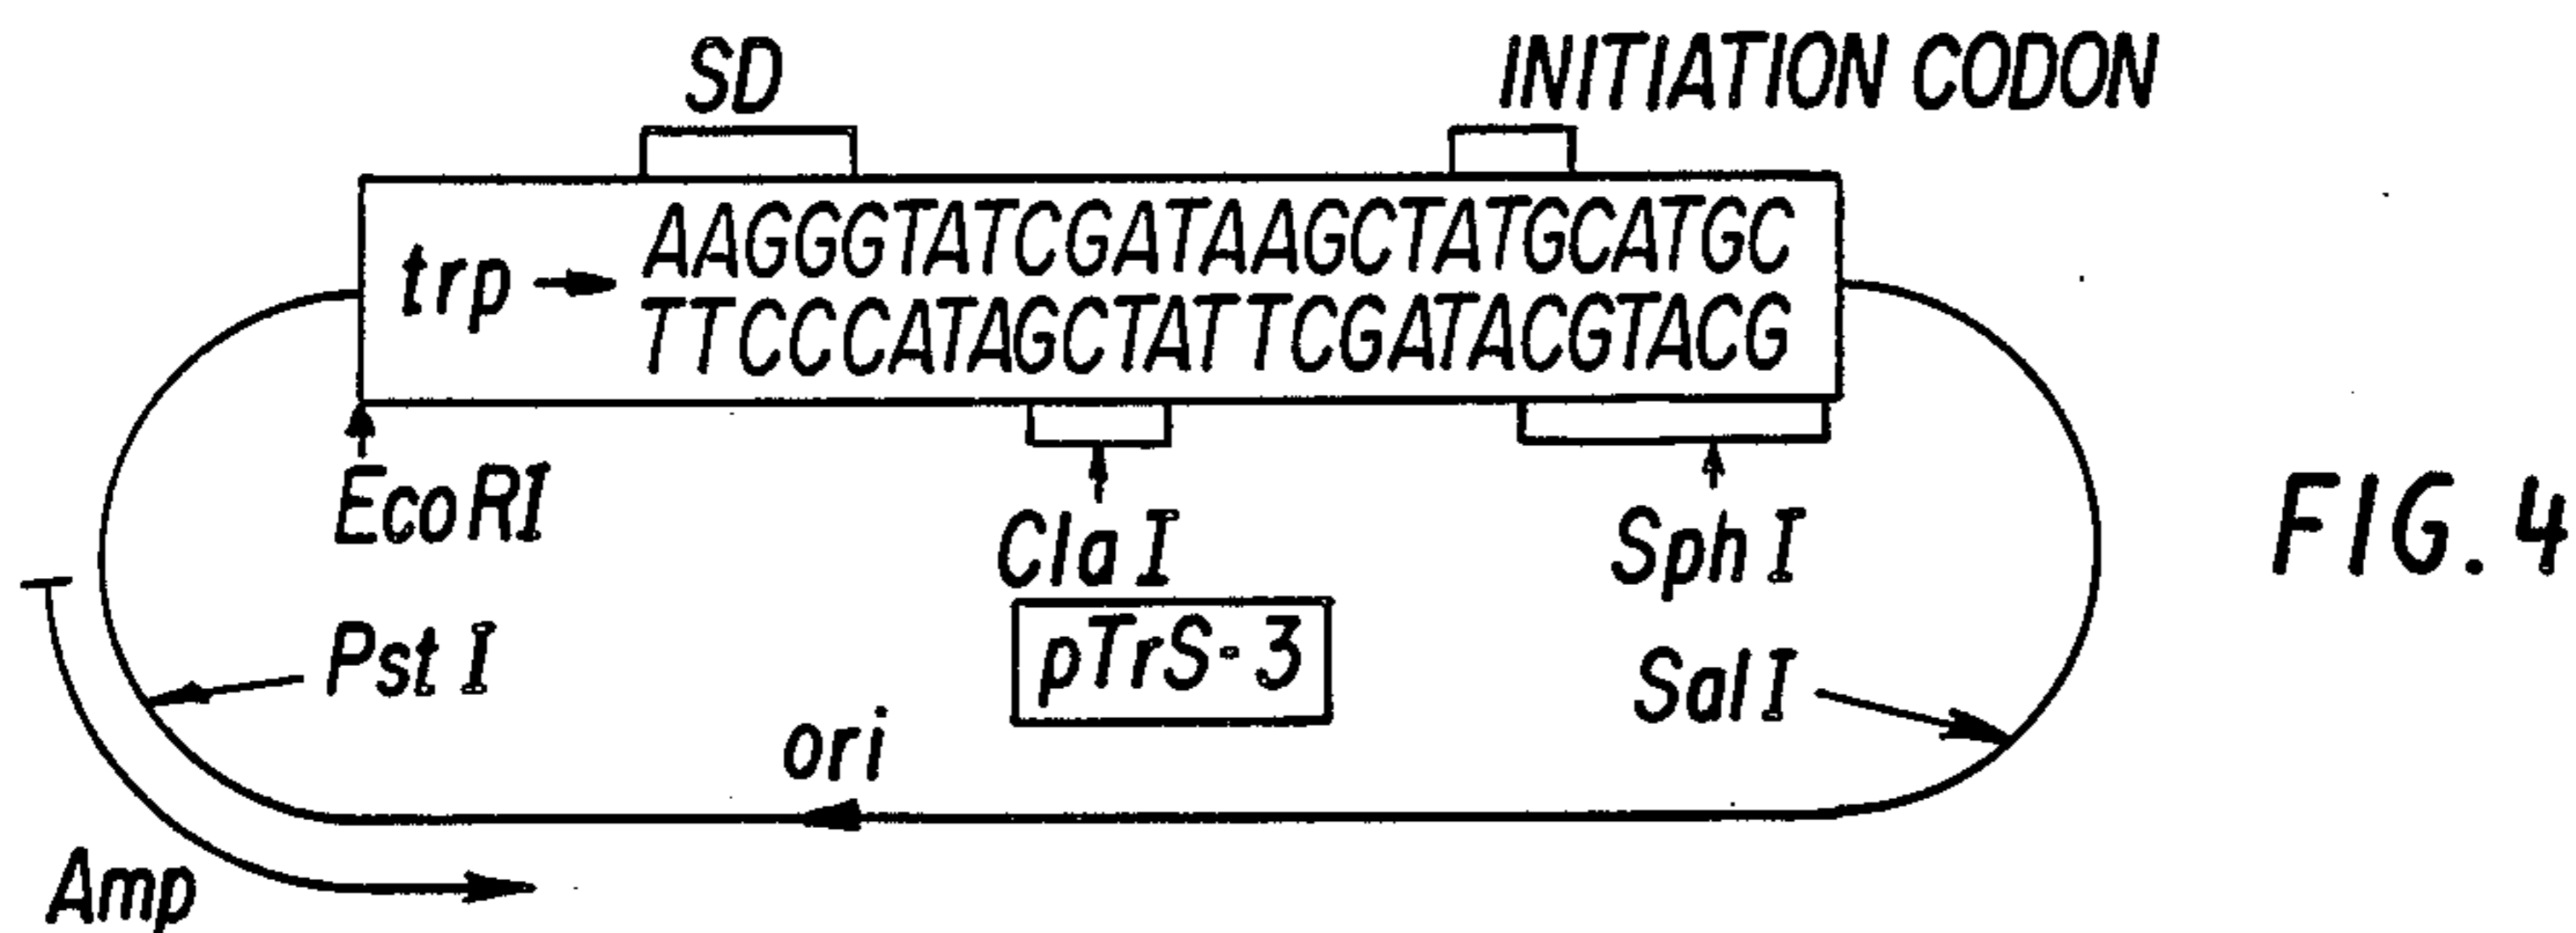 SD
INITIATION CODON
trp
AAGGGTATCGATAAGCTATGCATGC
TTCCCATAGCTATTCGATACGTACG
EcoRI
ClaI
SphI
FIG. 4
PstI
pTrS-3
SalI
ori
Amp